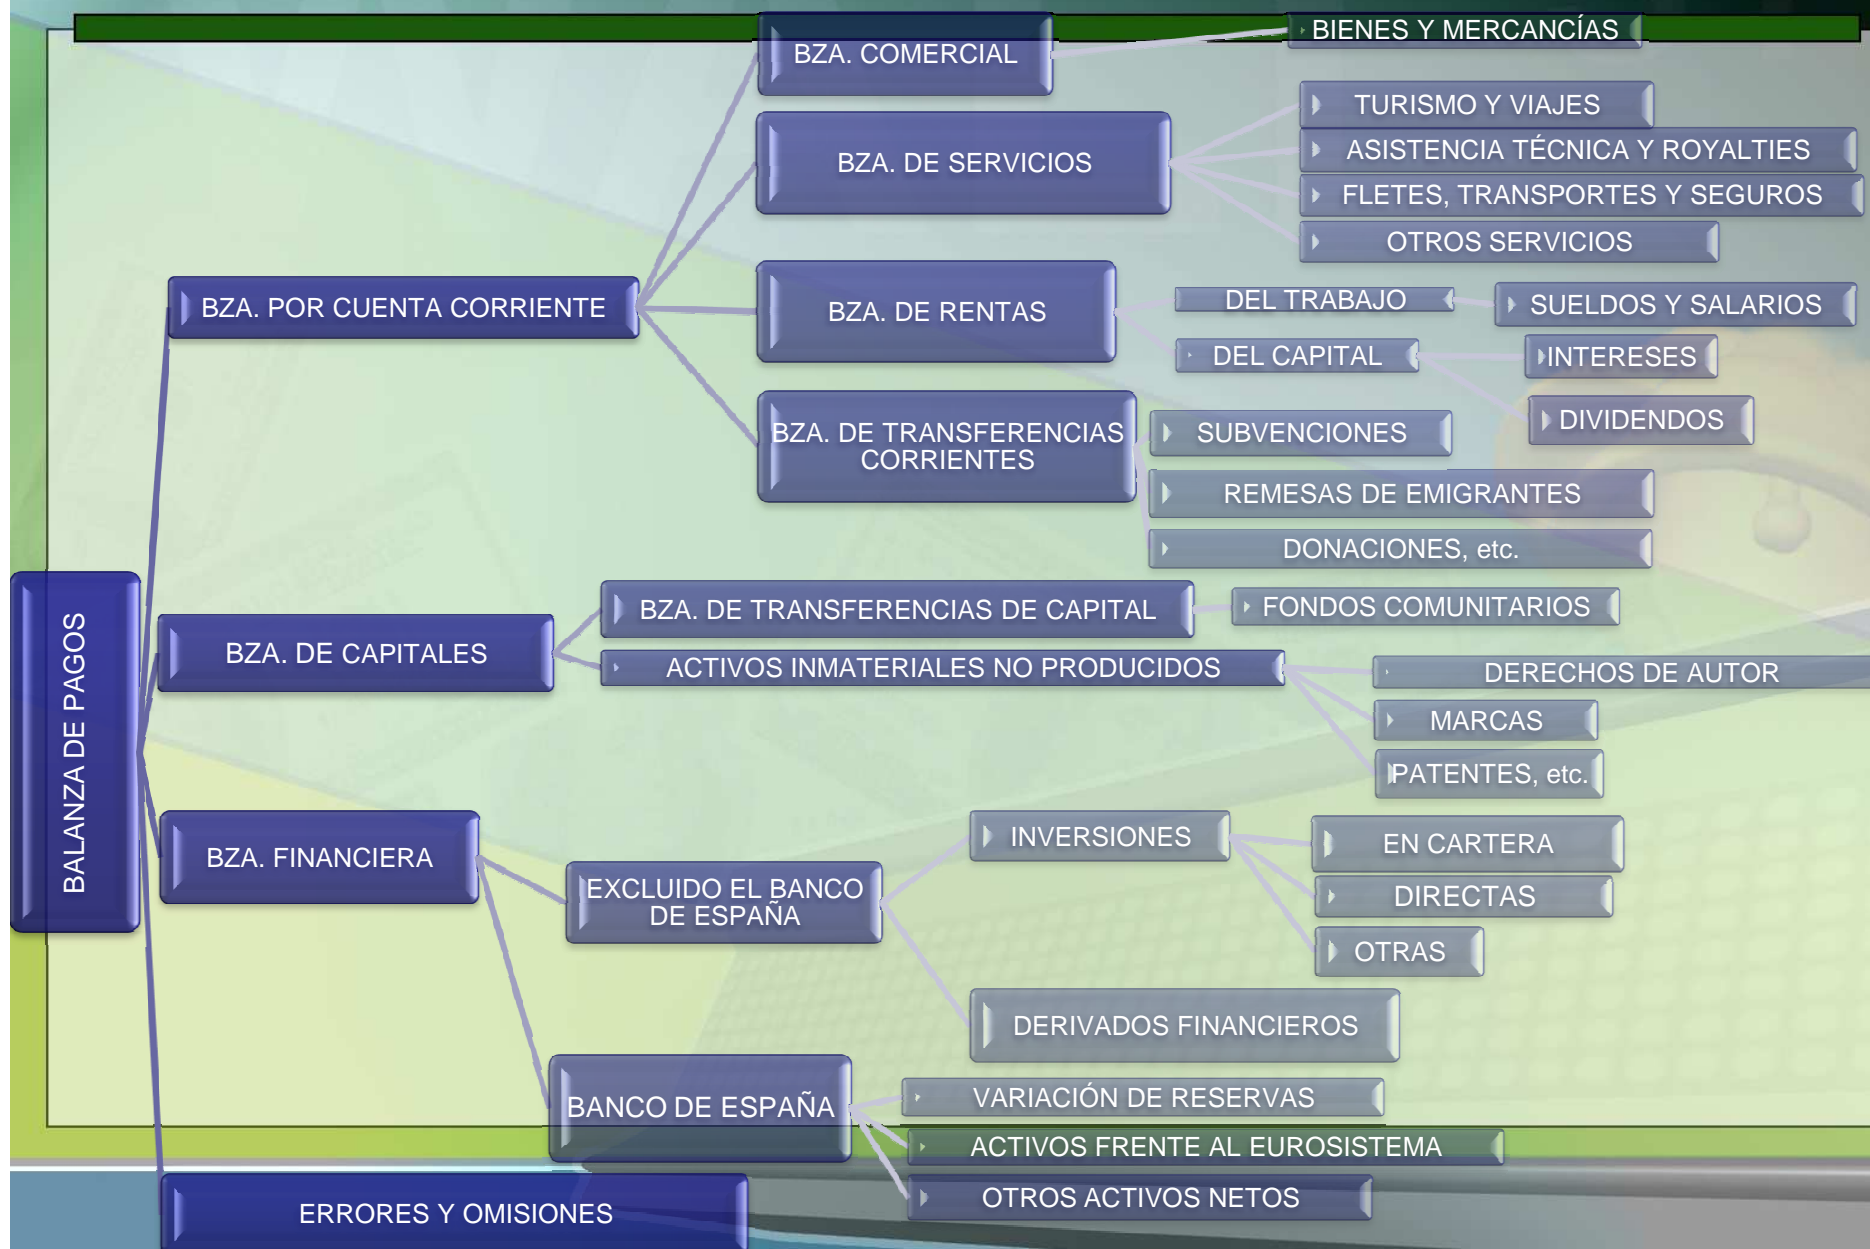 BALANZA DE PAGOS
BZA. POR CUENTA CORRIENTE
BZA. COMERCIAL
BIENES Y MERCANCÍAS
BZA. DE SERVICIOS
TURISMO Y VIAJES
ASISTENCIA TÉCNICA Y ROYALTIES
FLETES, TRANSPORTES Y SEGUROS
OTROS SERVICIOS
BZA. DE RENTAS
DEL TRABAJO
SUELDOS Y SALARIOS
DEL CAPITAL
INTERESES
DIVIDENDOS
BZA. DE TRANSFERENCIAS
CORRIENTES
SUBVENCIONES
REMESAS DE EMIGRANTES
DONACIONES, etc.
BZA. DE CAPITALES
BZA. DE TRANSFERENCIAS DE CAPITAL
FONDOS COMUNITARIOS
ACTIVOS INMATERIALES NO PRODUCIDOS
DERECHOS DE AUTOR
MARCAS
PATENTES, etc.
BZA. FINANCIERA
EXCLUIDO EL BANCO
DE ESPAÑA
INVERSIONES
EN CARTERA
DIRECTAS
OTRAS
DERIVADOS FINANCIEROS
BANCO DE ESPAÑA
VARIACIÓN DE RESERVAS
ACTIVOS FRENTE AL EUROSISTEMA
OTROS ACTIVOS NETOS
ERRORES Y OMISIONES